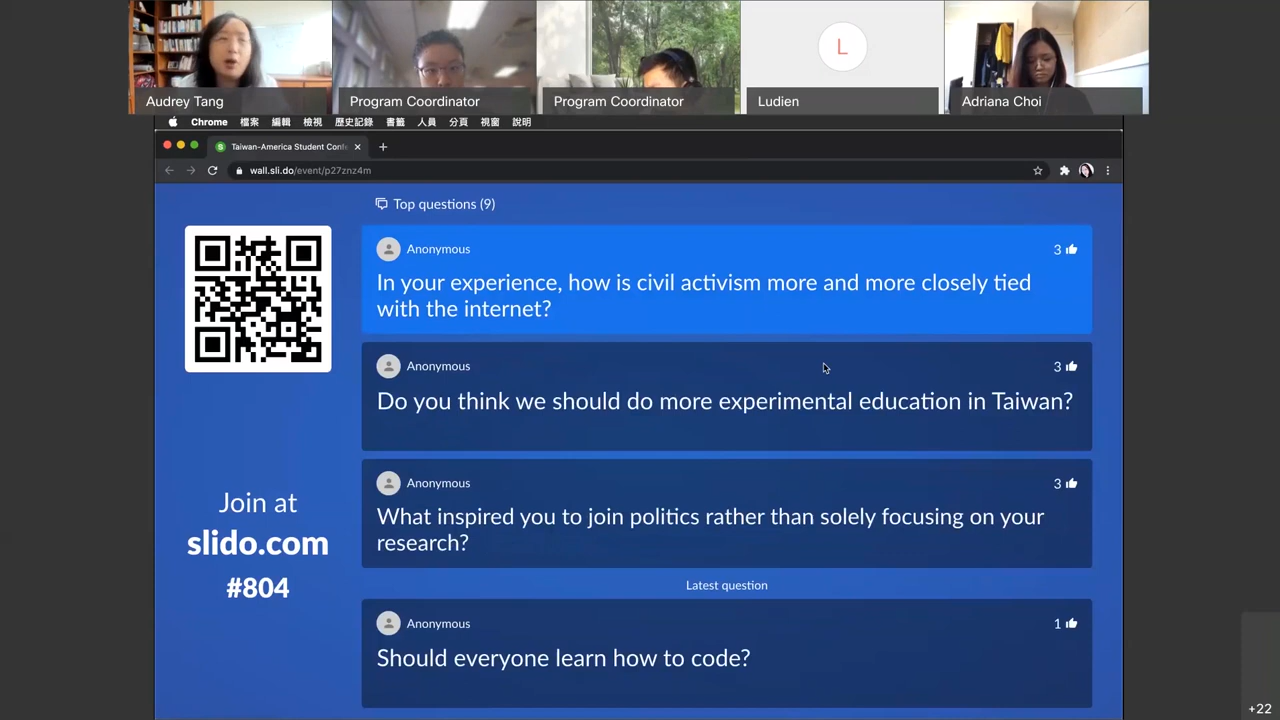 Audrey Tang
Program Coordinator
Program Coordinator
L
Ludien
Adriana Choi
Chrome 檔案 編輯 檢視 歷史記錄 書籤 人員 分頁 視窗 說明
S
Taiwan-America Student Conf
wall.sli.do/event/p27znz4m
Top questions (9)
Anonymous 3
In your experience, how is civil activism more and more closely tied
with the internet?
Anonymous 3
Do you think we should do more experimental education in Taiwan?
Anonymous 3
What inspired you to join politics rather than solely focusing on your
research?
Latest question
Anonymous 1
Should everyone learn how to code?
Join at
slido.com
#804
+22